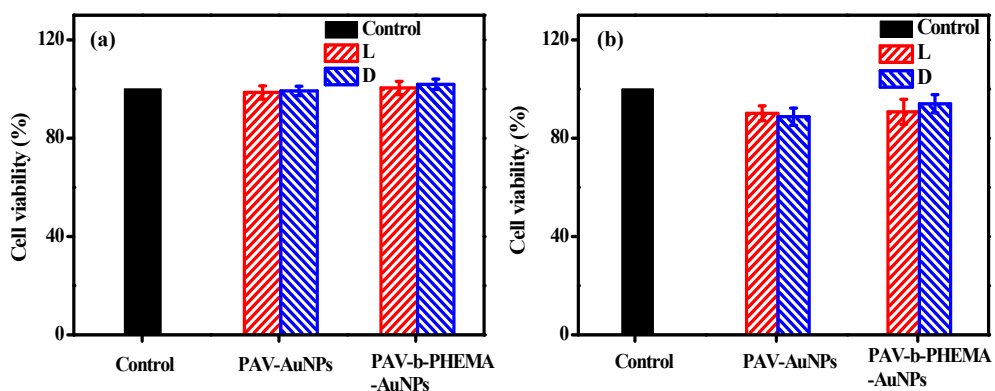 (a)
Control
L
D
Cell viability (%)
120
80
40
0
Control
PAV-AuNPs
PAV-b-PHEMA
-AuNPs
(b)
Control
L
D
Cell viability (%)
120
80
40
0
Control
PAV-AuNPs
PAV-b-PHEMA
-AuNPs